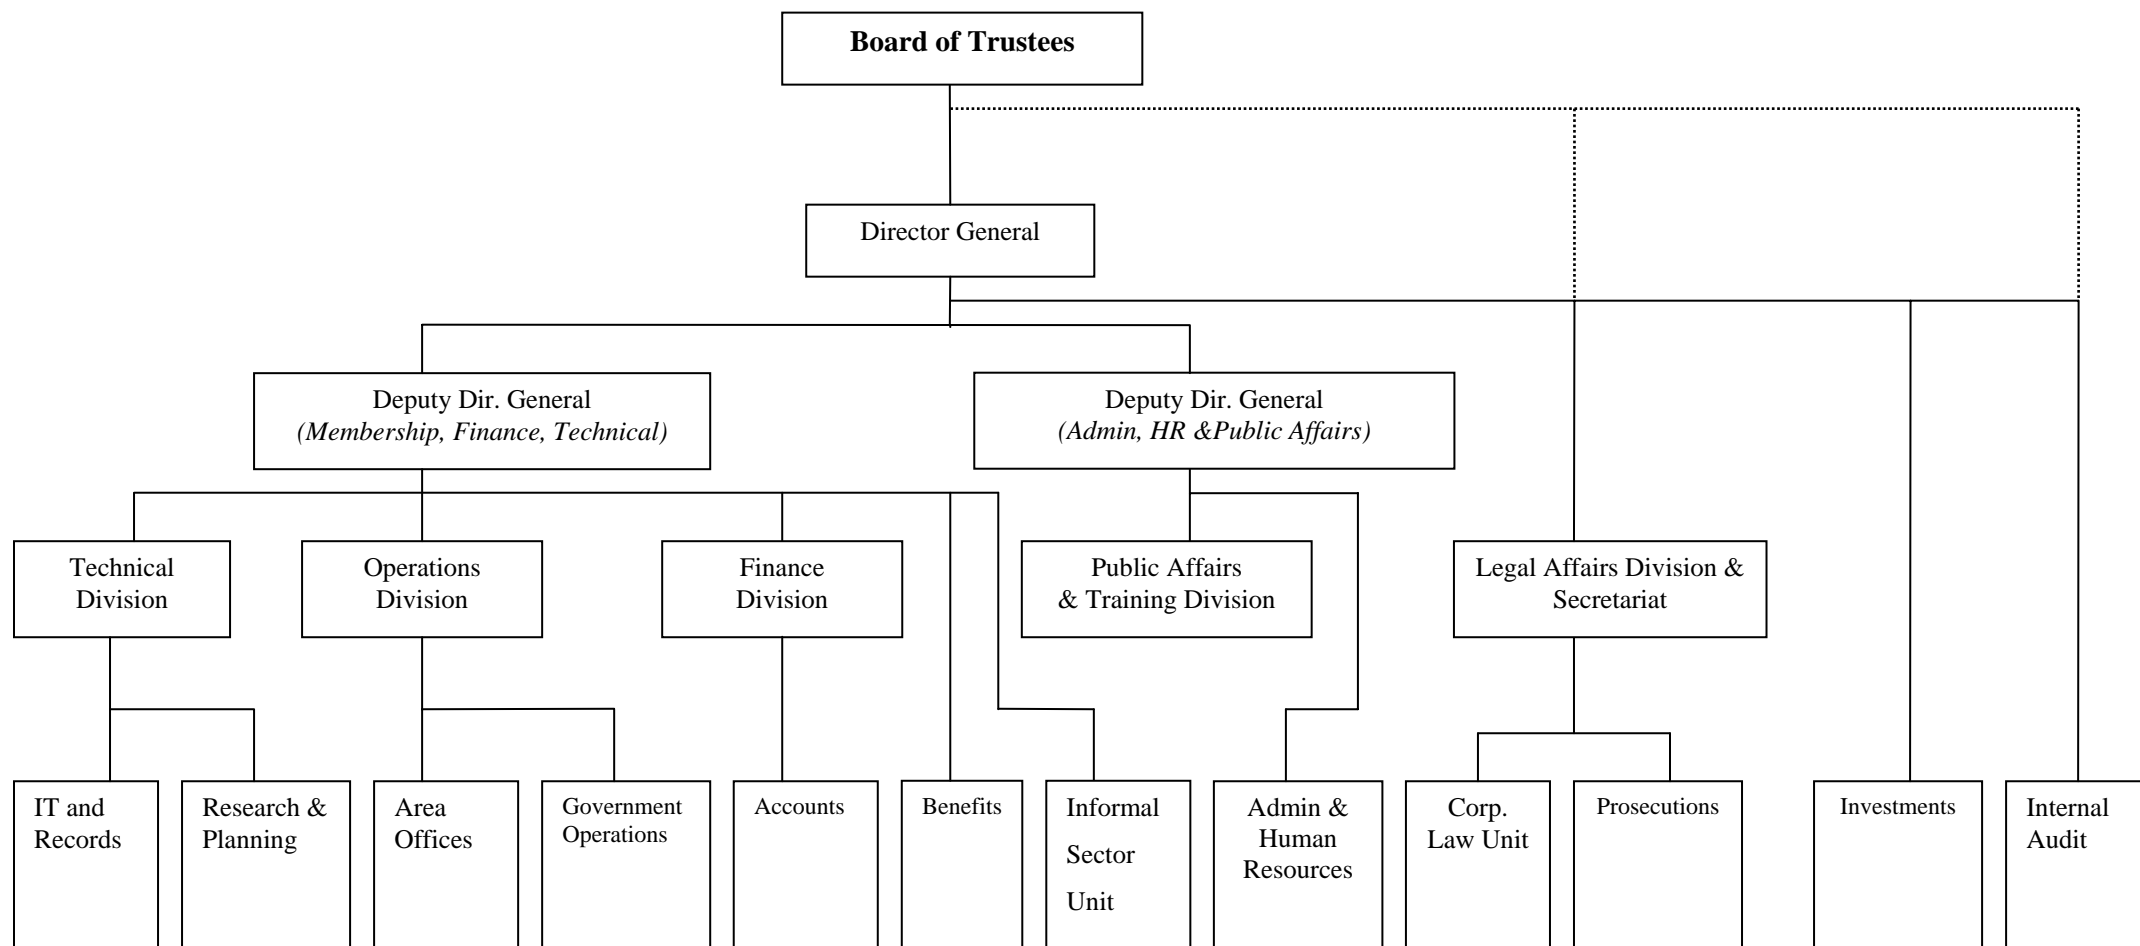 Board of Trustees
Director General
Deputy Dir. General
(Membership, Finance, Technical)
Deputy Dir. General
(Admin, HR &Public Affairs)
Technical
Division
Operations
Division
Finance
Division
Public Affairs
& Training Division
Legal Affairs Division &
Secretariat
IT and
Records
Research &
Planning
Area
Offices
Government
Operations
Accounts
Benefits
Informal
Sector
Unit
Admin &
Human
Resources
Corp.
Law Unit
Prosecutions
Investments
Internal
Audit